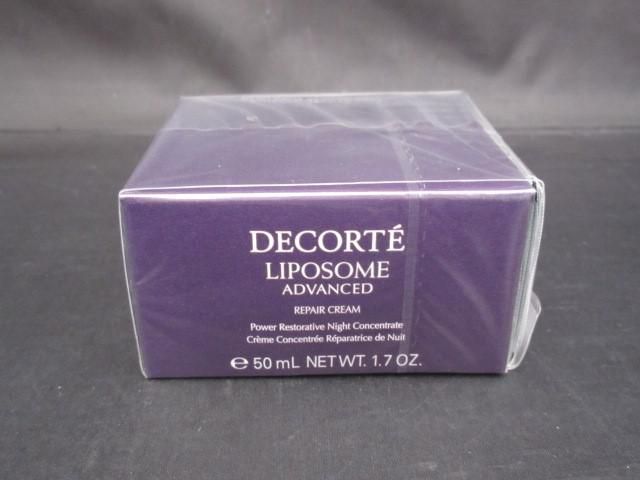 DECORTÉ
LIPOSOME
ADVANCED
REPAIR CREAM
Power Restorative Night Concentrate
Crème Concentrée Réparatrice de Nuit
℮ 50 mL NET WT. 1.7 OZ.